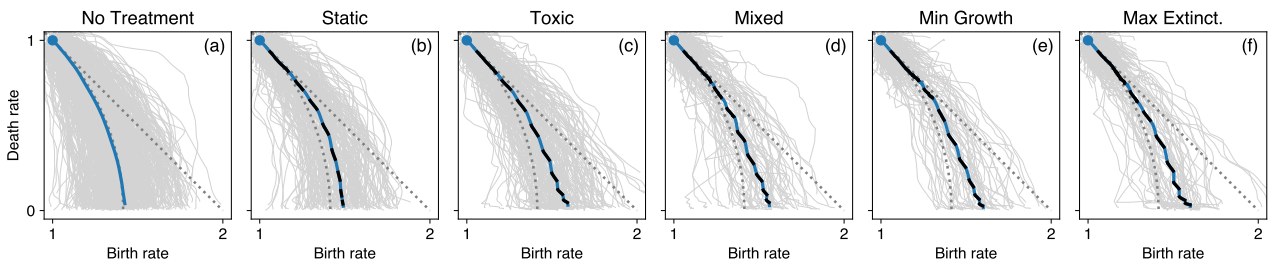 No Treatment
Static
Toxic
Mixed
Min Growth
Max Extinct.
(a)
(b)
(c)
(d)
(e)
(f)
Death rate
1
0
1 2
1 2
1 2
1 2
1 2
1 2
Birth rate
Birth rate
Birth rate
Birth rate
Birth rate
Birth rate